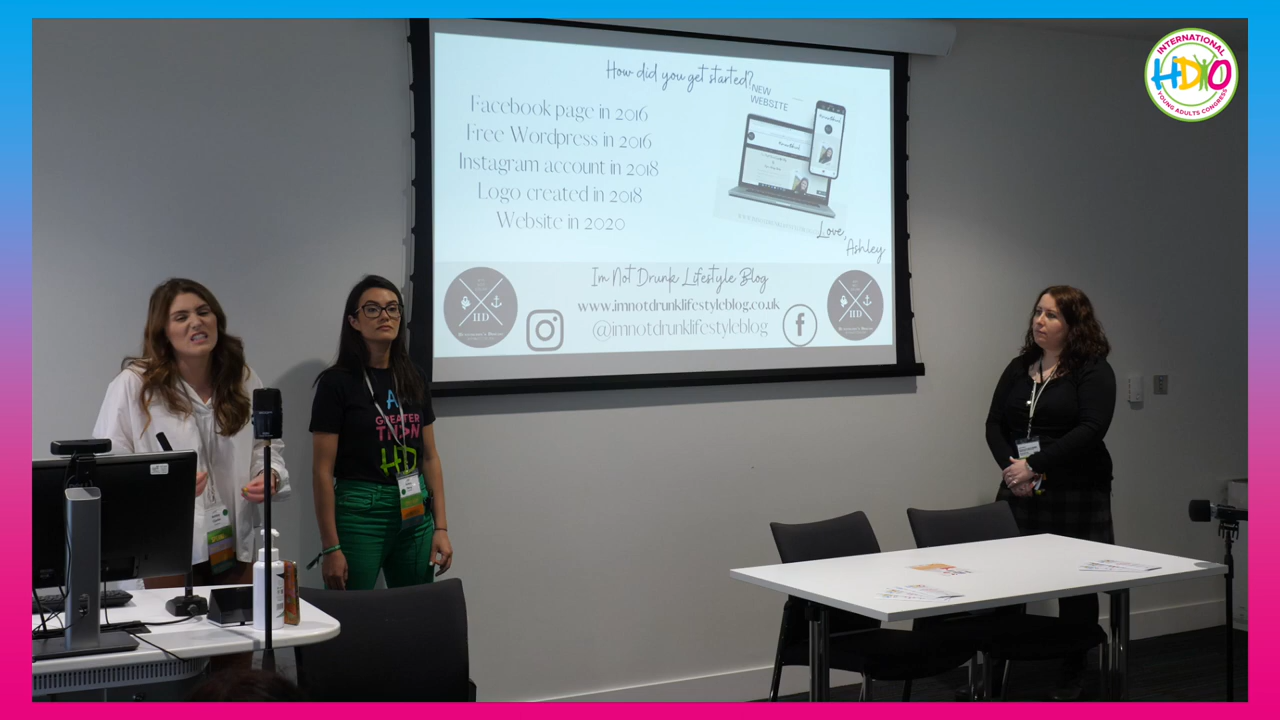 INTERNATIONAL
HDYO
YOUNG ADULTS CONGRESS
How did you get started?
NEW
WEBSITE
Facebook page in 2016
Free Wordpress in 2016
Instagram account in 2018
Logo created in 2018
Website in 2020
Love,
Ashley
Im Not Drunk Lifestyle Blog
www.imnotdrunklifestyleblog.co.uk
@imnotdrunklifestyleblog
HD
HD
GREATER
THAN
HD